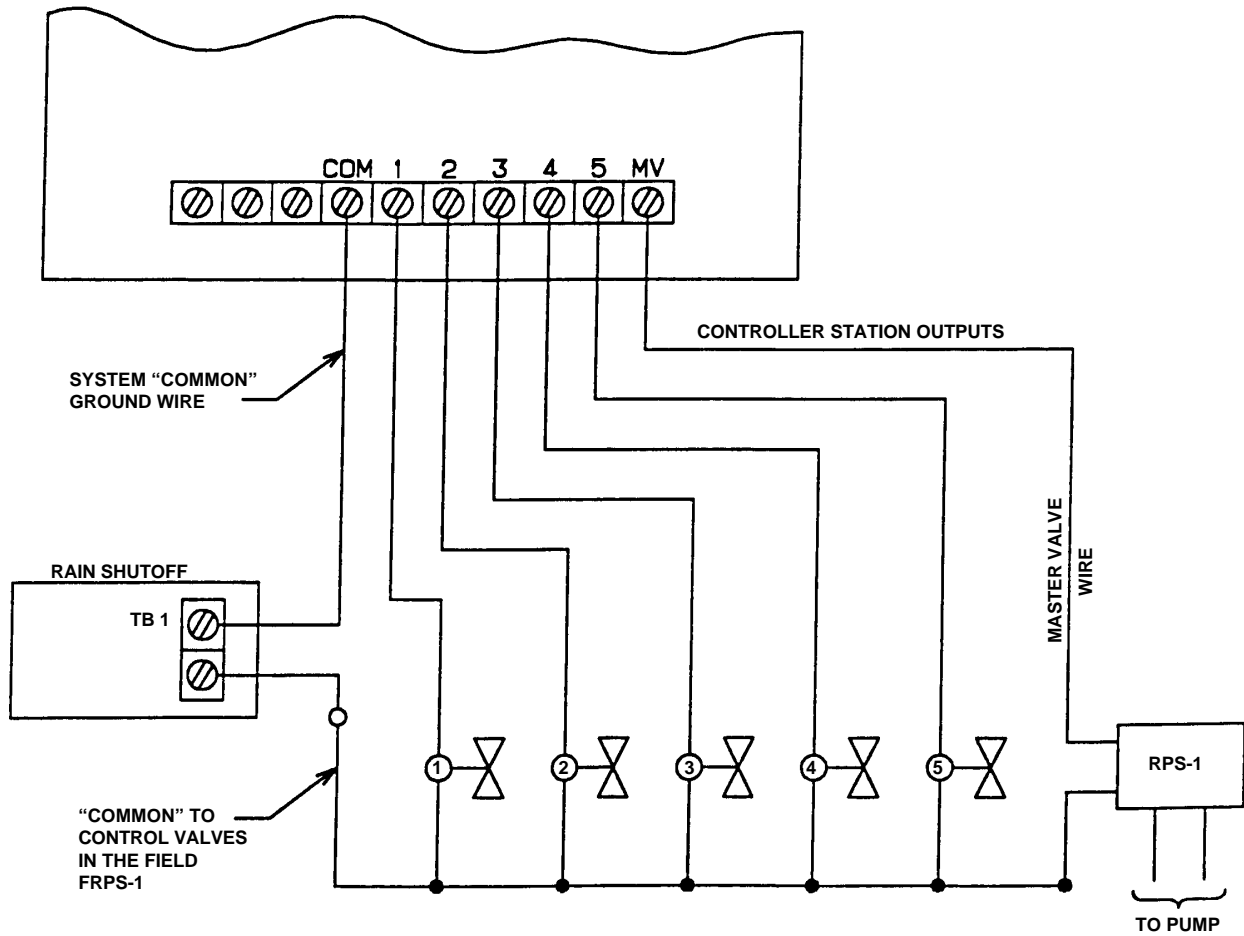 COM 1 2 3 4 5 MV
CONTROLLER STATION OUTPUTS
SYSTEM “COMMON”
GROUND WIRE
MASTER VALVE
WIRE
RAIN SHUTOFF
TB 1
1 2 3 4 5
RPS-1
“COMMON” TO
CONTROL VALVES
IN THE FIELD
FRPS-1
TO PUMP